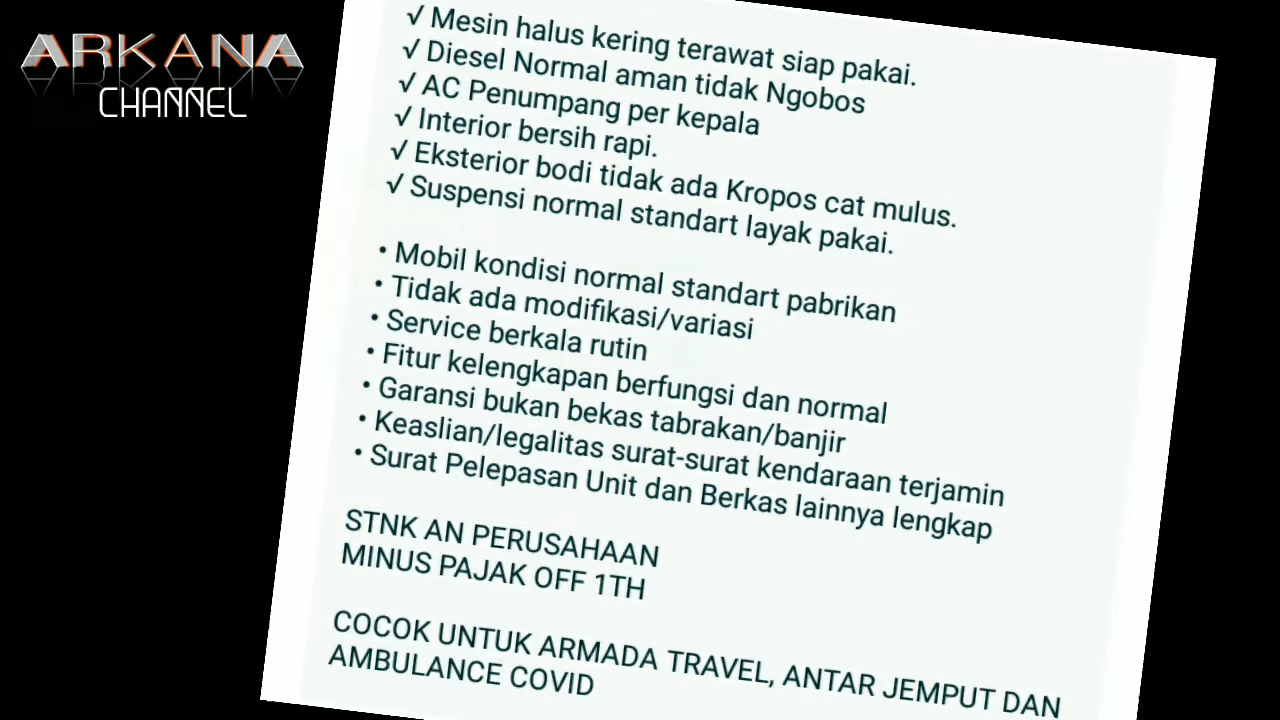 ARKANA
CHANNEL
√ Mesin halus kering terawat siap pakai.
√ Diesel Normal aman tidak Ngobos
√ AC Penumpang per kepala
√ Interior bersih rapi.
√ Eksterior bodi tidak ada Kropos cat mulus.
√ Suspensi normal standart layak pakai.
• Mobil kondisi normal standart pabrikan
• Tidak ada modifikasi/variasi
• Service berkala rutin
• Fitur kelengkapan berfungsi dan normal
• Garansi bukan bekas tabrakan/banjir
• Keaslian/legalitas surat-surat kendaraan terjamin
• Surat Pelepasan Unit dan Berkas lainnya lengkap
STNK AN PERUSAHAAN
MINUS PAJAK OFF 1TH
COCOK UNTUK ARMADA TRAVEL, ANTAR JEMPUT DAN
AMBULANCE COVID